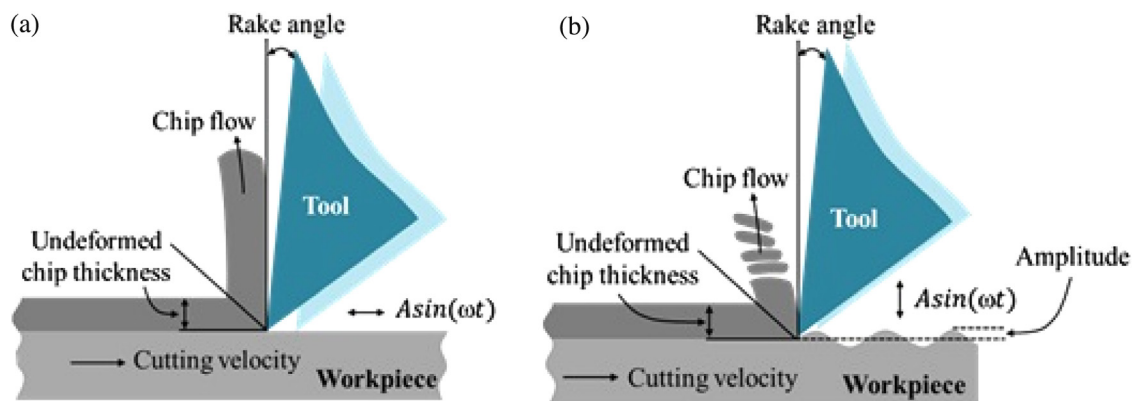 (a)
Rake angle
Chip flow
Tool
Undeformed
chip thickness
Asin(ωt)
Cutting velocity
Workpiece
(b)
Rake angle
Chip flow
Tool
Undeformed
chip thickness
Amplitude
Asin(ωt)
Cutting velocity
Workpiece